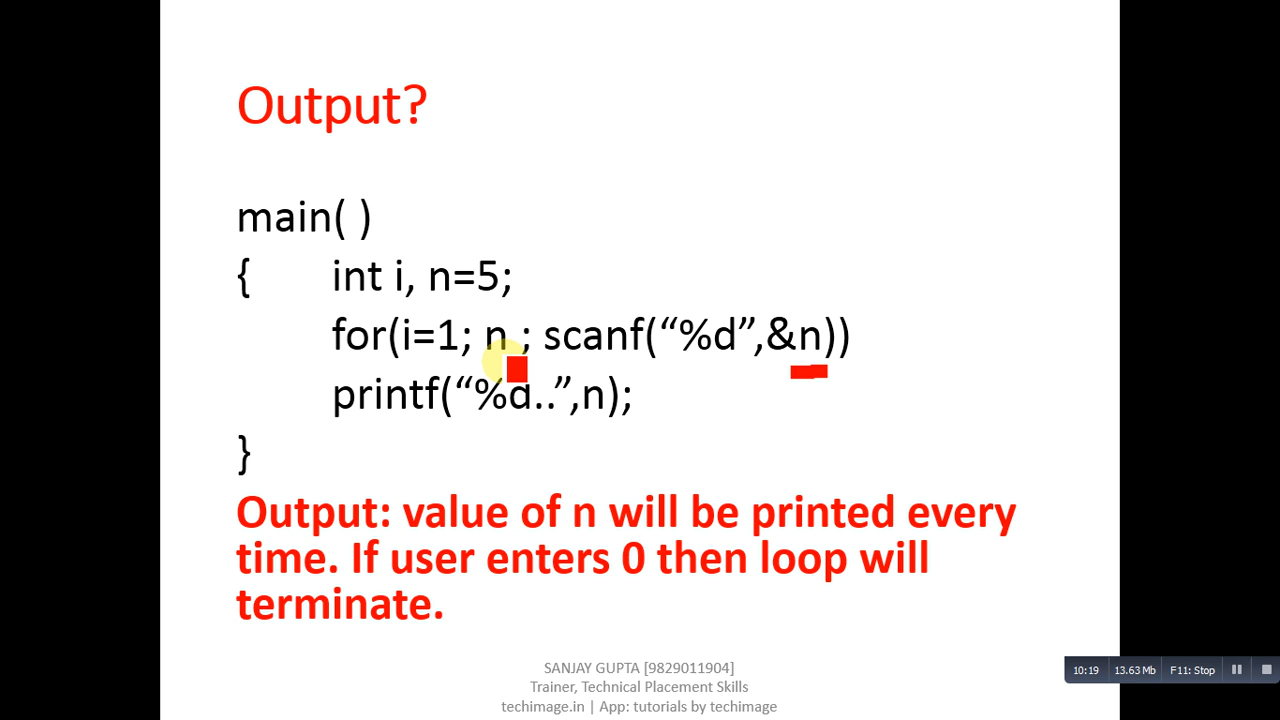 Output?
main( )
{ int i, n=5;
for(i=1; n ; scanf(“%d”,&n))
printf(“%d..”,n);
}
Output: value of n will be printed every
time. If user enters 0 then loop will
terminate.
SANJAY GUPTA [9829011904]
Trainer, Technical Placement Skills
techimage.in | App: tutorials by techimage
10:19 13.63 Mb F11: Stop